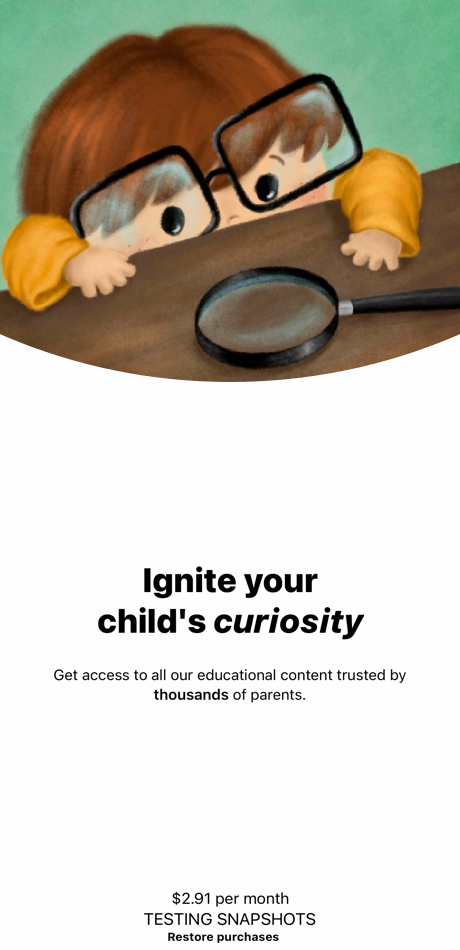 Ignite your
child's curiosity
Get access to all our educational content trusted by
thousands of parents.
$2.91 per month
TESTING SNAPSHOTS
Restore purchases